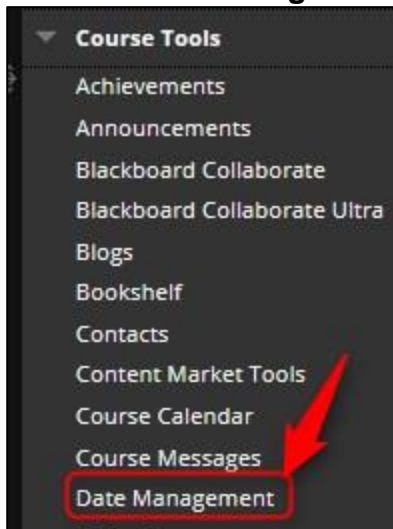 Course Tools
Achievements
Announcements
Blackboard Collaborate
Blackboard Collaborate Ultra
Blogs
Bookshelf
Contacts
Content Market Tools
Course Calendar
Course Messages
Date Management